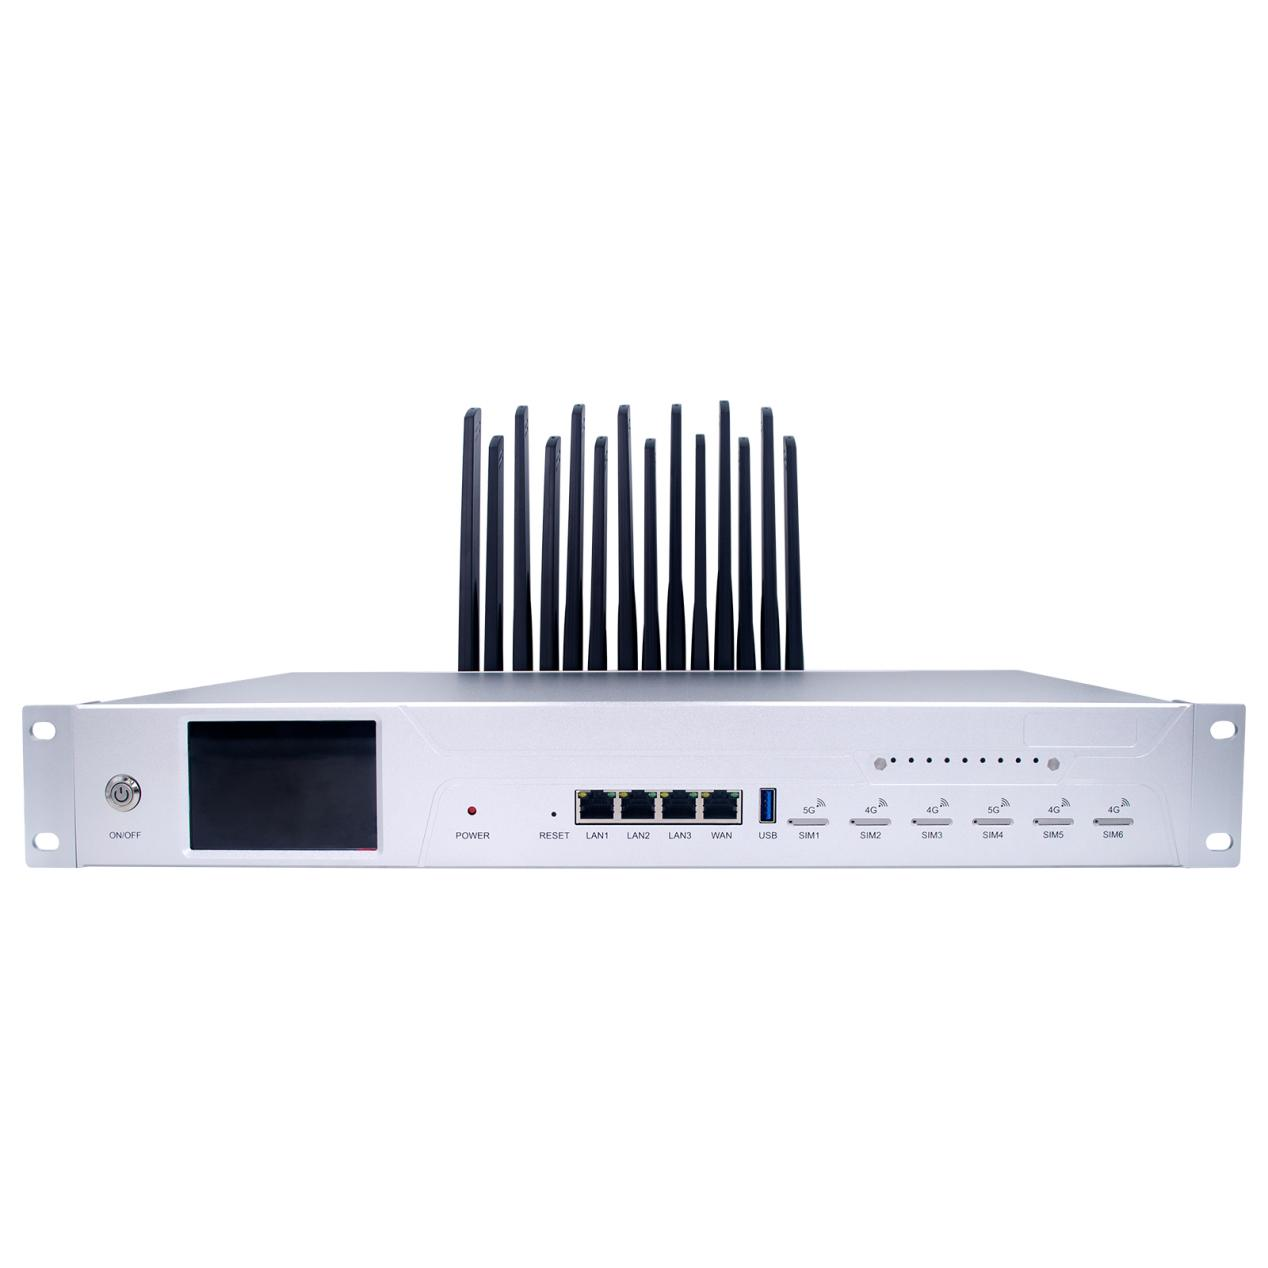 ON/OFF
POWER
RESET
LAN1 LAN2 LAN3 WAN
USB
5G 4G 4G 5G 4G 4G
SIM1 SIM2 SIM3 SIM4 SIM5 SIM6